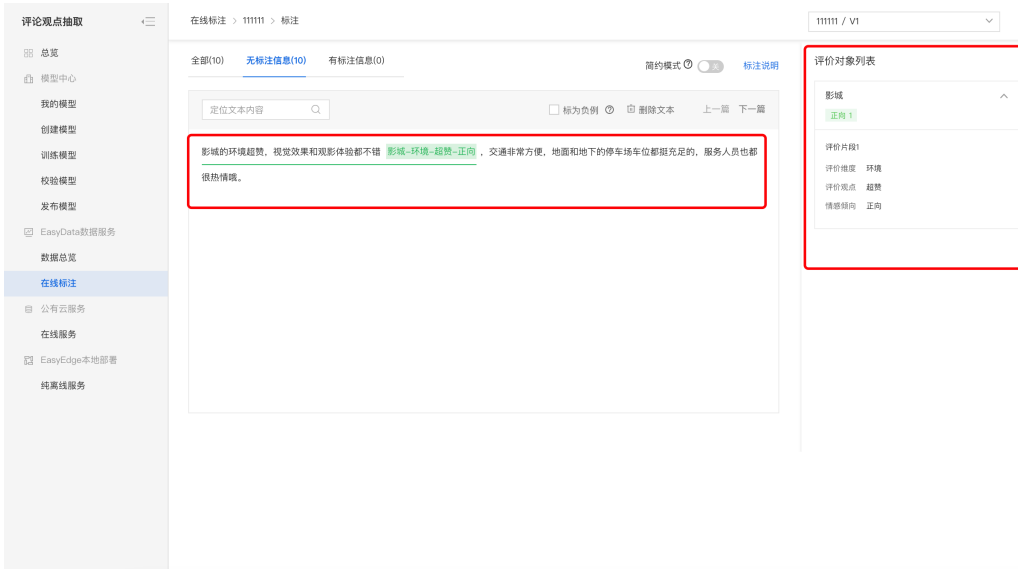 评论观点抽取
在线标注 > 111111 > 标注
111111 / V1
总览
模型中心
我的模型
创建模型
训练模型
校验模型
发布模型
EasyData数据服务
数据总览
在线标注
公有云服务
在线服务
EasyEdge本地部署
纯离线服务
全部(10) 无标注信息(10) 有标注信息(0)
简约模式 关 标注说明
定位文本内容
标为负例 删除文本 上一篇 下一篇
影城的环境超赞，视觉效果和观影体验都不错 影城-环境-超赞-正向 ，交通非常方便，地面和地下的停车场车位都挺充足的，服务人员也都
很热情哦。
评价对象列表
影城
正向 1
评价片段1
评价维度 环境
评价观点 超赞
情感倾向 正向